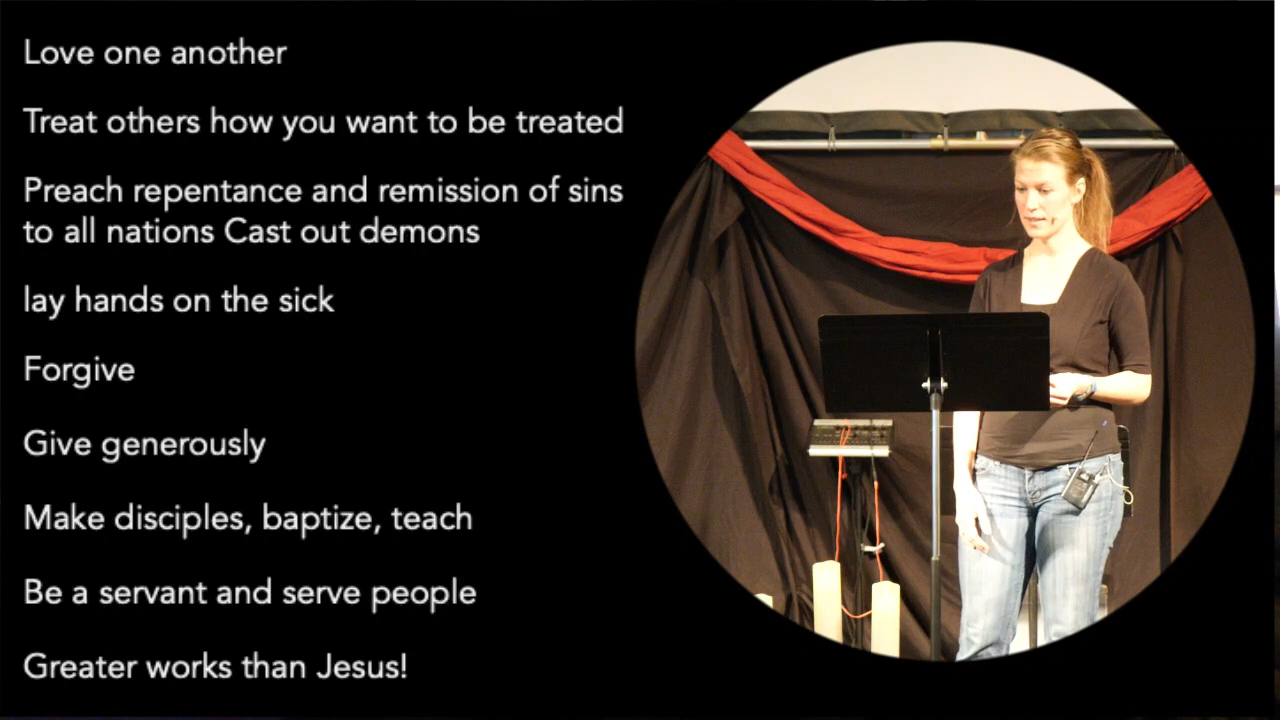 Love one another
Treat others how you want to be treated
Preach repentance and remission of sins
to all nations Cast out demons
lay hands on the sick
Forgive
Give generously
Make disciples, baptize, teach
Be a servant and serve people
Greater works than Jesus!